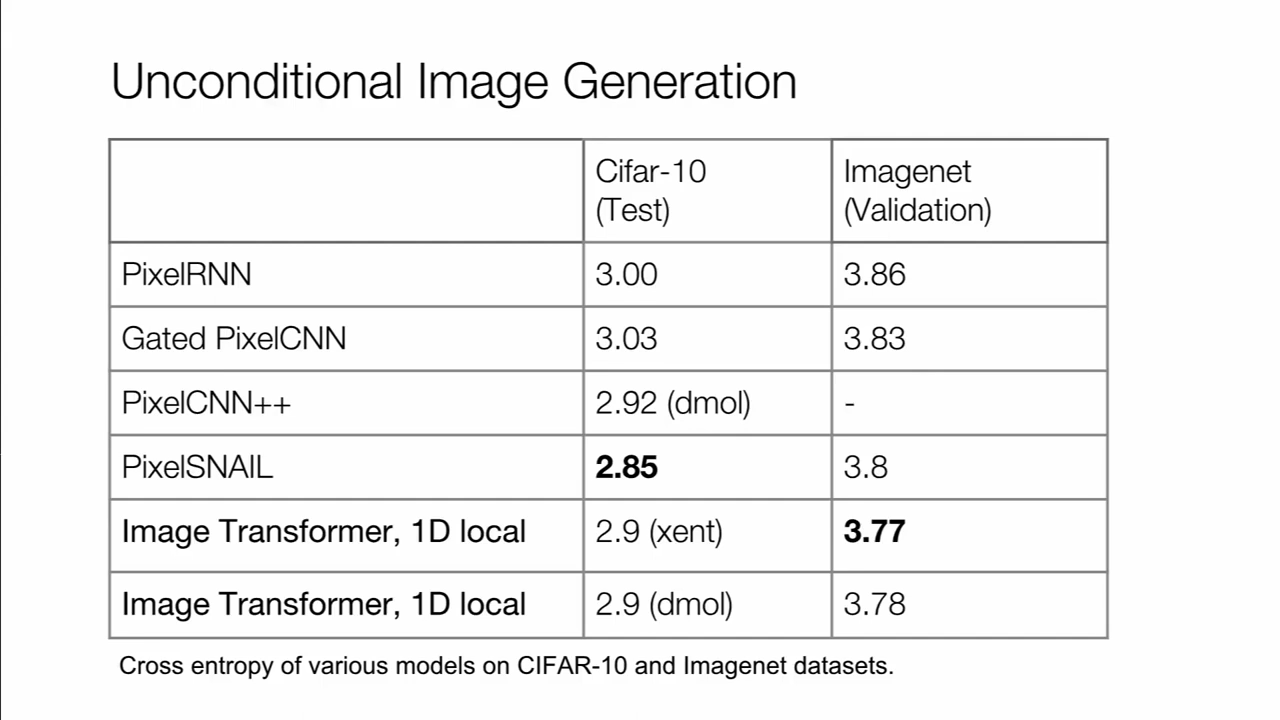 Unconditional Image Generation
Cifar-10 (Test) Imagenet (Validation)
PixelRNN 3.00 3.86
Gated PixelCNN 3.03 3.83
PixelCNN++ 2.92 (dmol) -
PixelSNAIL 2.85 3.8
Image Transformer, 1D local 2.9 (xent) 3.77
Image Transformer, 1D local 2.9 (dmol) 3.78
Cross entropy of various models on CIFAR-10 and Imagenet datasets.